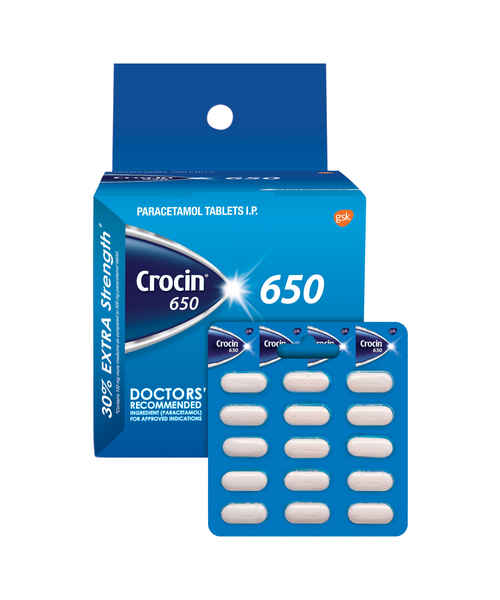 650
PARACETAMOL TABLETS I.P.
gsk
Crocin®
650
650
30% EXTRA Strength*
DOCTORS'
RECOMMENDED
INGREDIENT (PARACETAMOL)
FOR APPROVED INDICATIONS
Crocin
650
Crocin
650